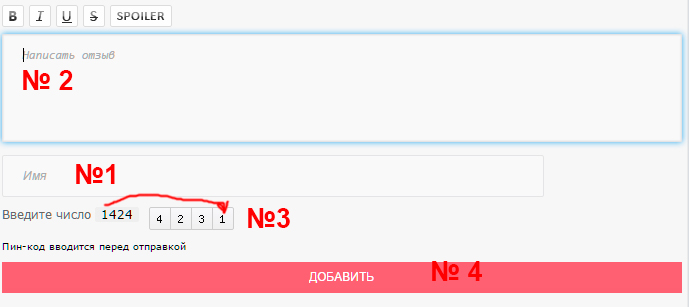 B I U S SPOILER
Написать отзыв
№ 2
Имя №1
Введите число 1424 4 2 3 1 №3
Пин-код вводится перед отправкой
ДОБАВИТЬ № 4